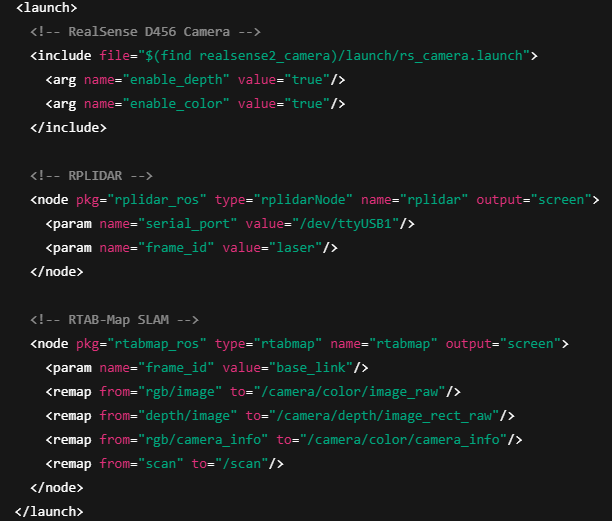 <launch>
<!-- RealSense D456 Camera -->
<include file="$(find realsense2_camera)/launch/rs_camera.launch">
<arg name="enable_depth" value="true"/>
<arg name="enable_color" value="true"/>
</include>
<!-- RPLIDAR -->
<node pkg="rplidar_ros" type="rplidarNode" name="rplidar" output="screen">
<param name="serial_port" value="/dev/ttyUSB1"/>
<param name="frame_id" value="laser"/>
</node>
<!-- RTAB-Map SLAM -->
<node pkg="rtabmap_ros" type="rtabmap" name="rtabmap" output="screen">
<param name="frame_id" value="base_link"/>
<remap from="rgb/image" to="/camera/color/image_raw"/>
<remap from="depth/image" to="/camera/depth/image_rect_raw"/>
<remap from="rgb/camera_info" to="/camera/color/camera_info"/>
<remap from="scan" to="/scan"/>
</node>
</launch>